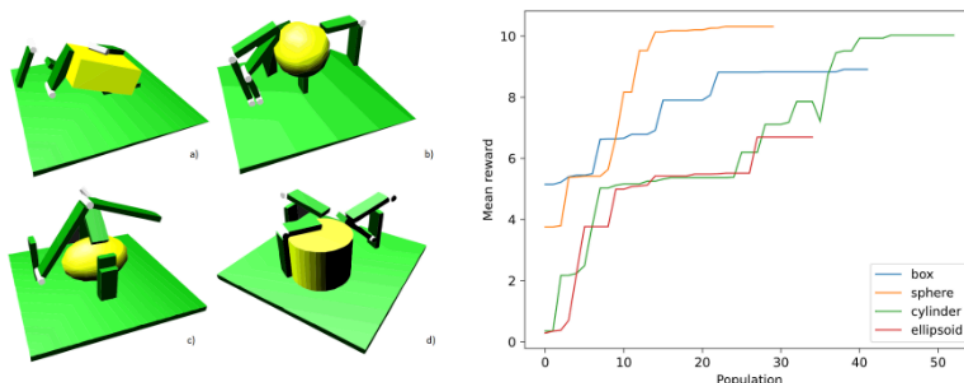 a)
b)
c)
d)
Mean reward
10
8
6
4
2
0
0 10 20 30 40 50
Population
box
sphere
cylinder
ellipsoid